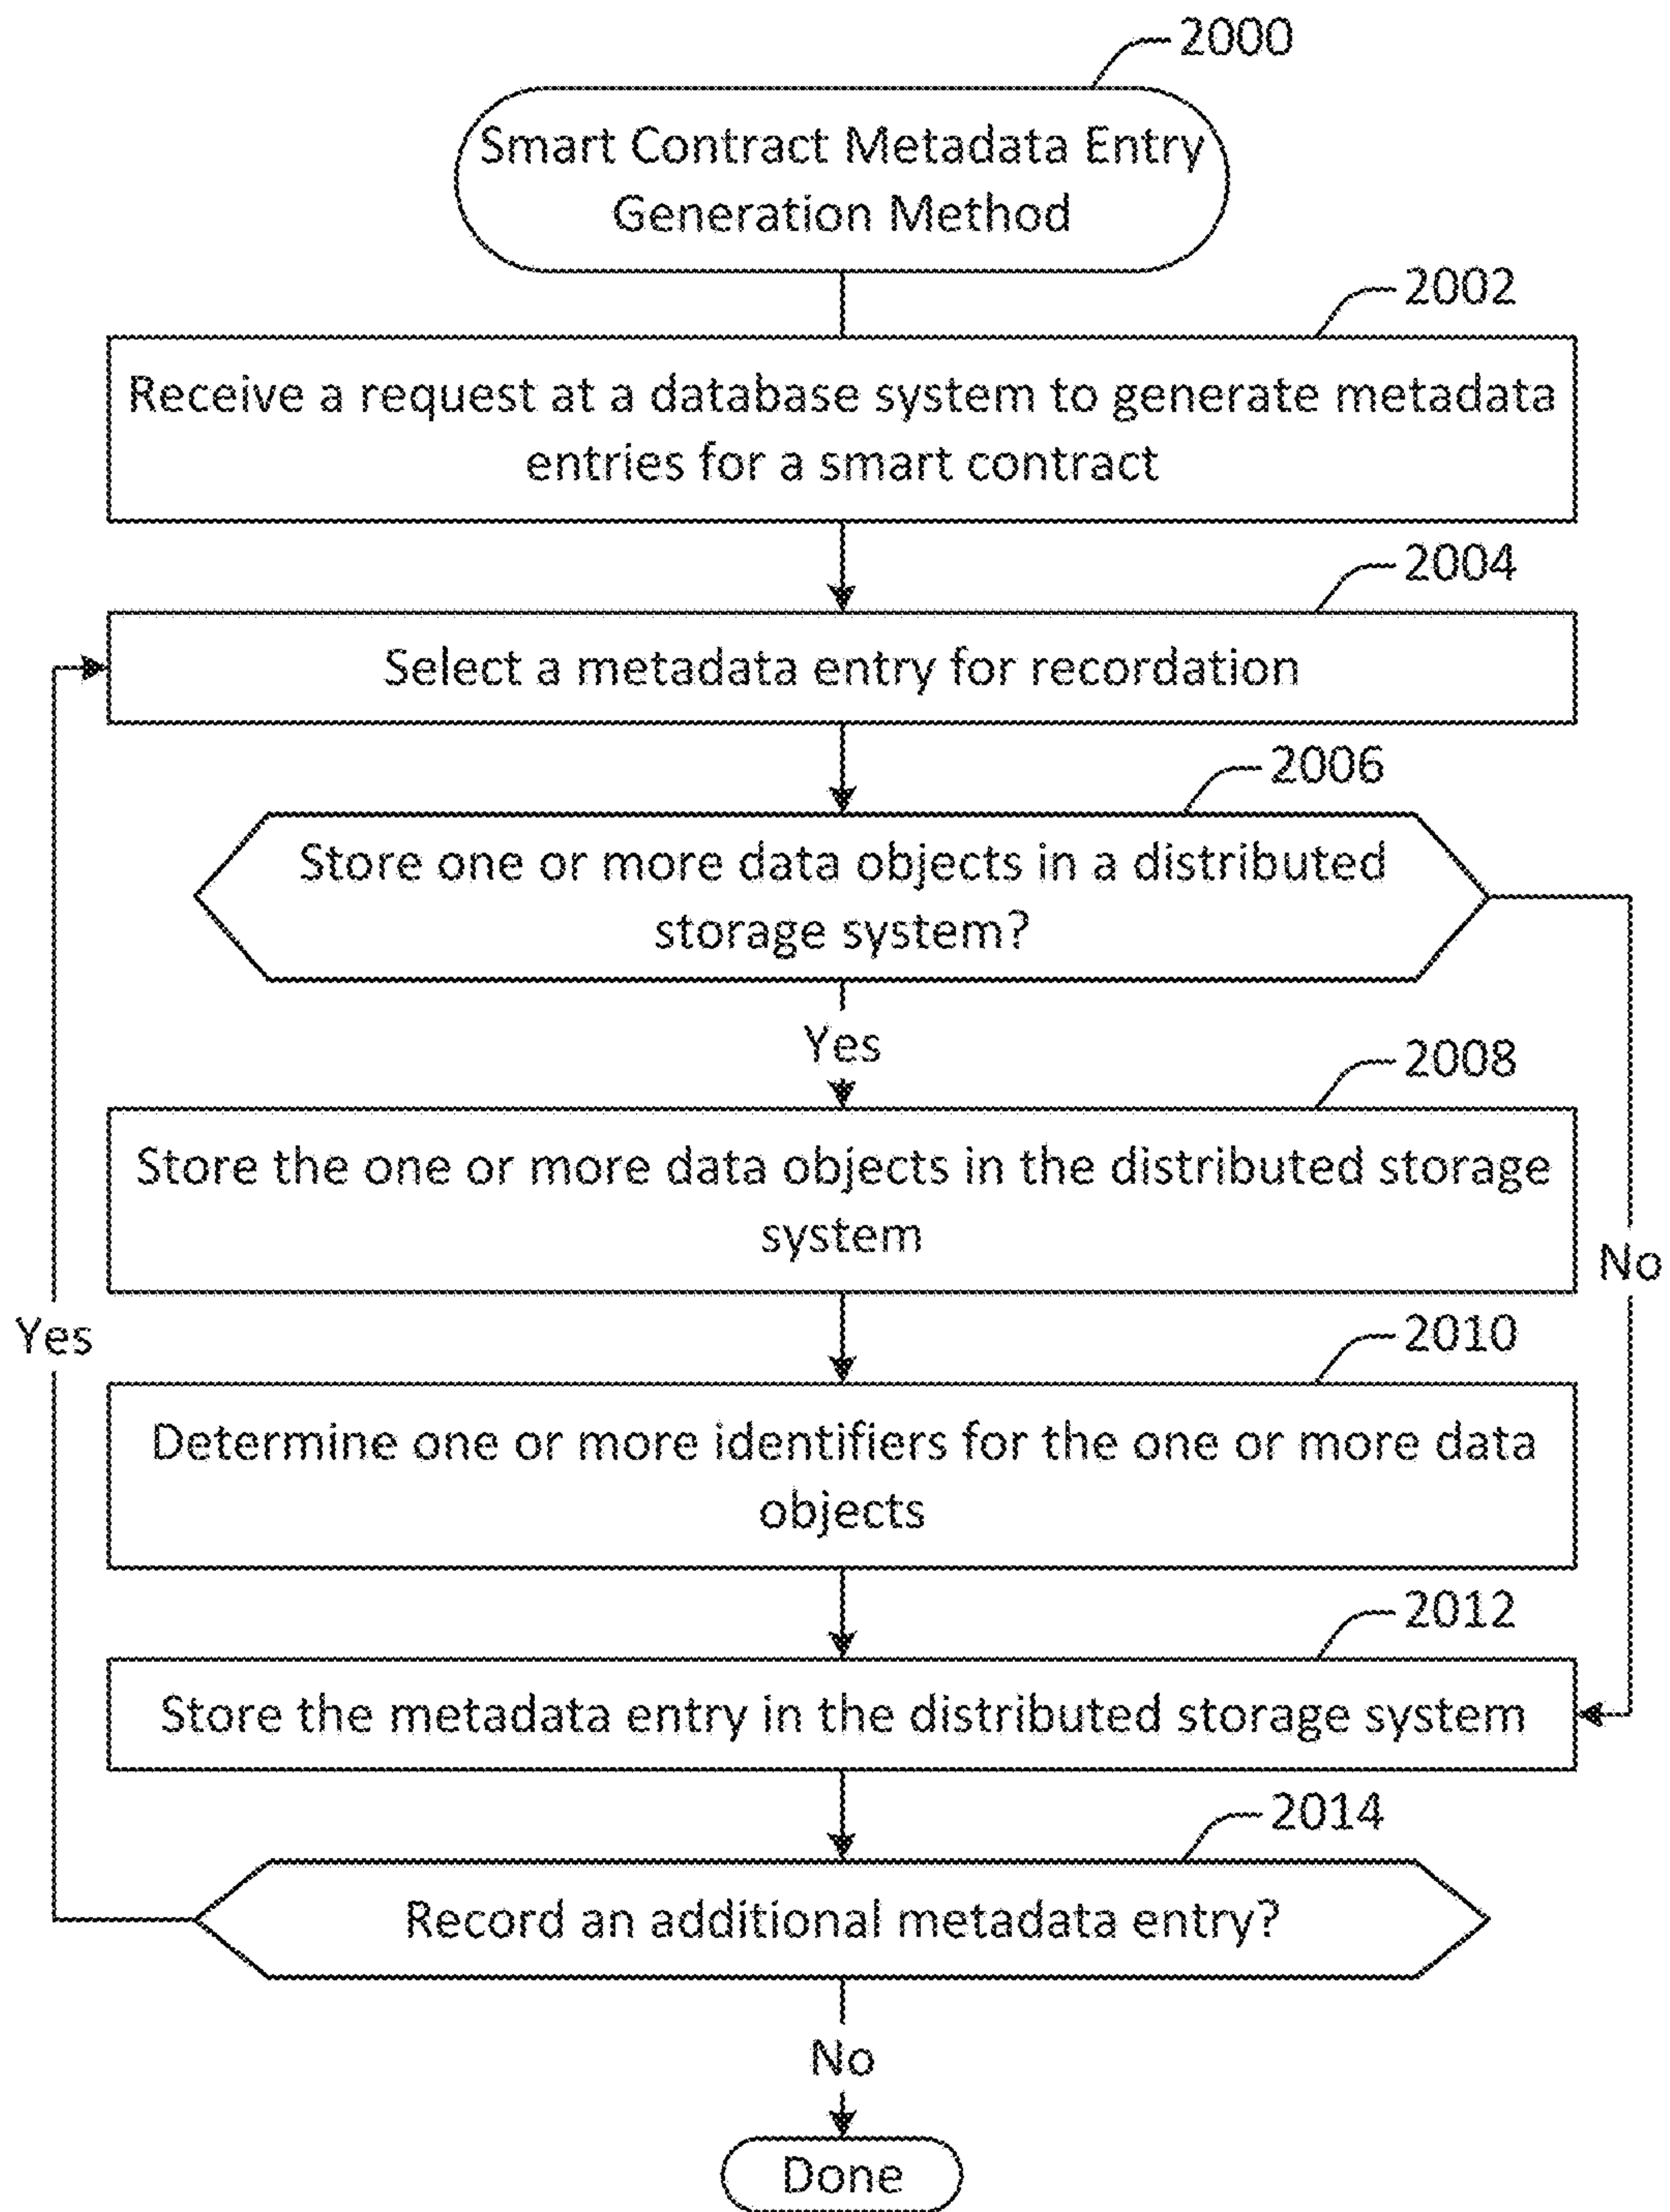 2000
Smart Contract Metadata Entry
Generation Method
2002
Receive a request at a database system to generate metadata
entries for a smart contract
2004
Select a metadata entry for recordation
2006
Store one or more data objects in a distributed
storage system?
Yes
2008
Store the one or more data objects in the distributed storage
system
No
Yes
2010
Determine one or more identifiers for the one or more data
objects
2012
Store the metadata entry in the distributed storage system
2014
Record an additional metadata entry?
No
Done